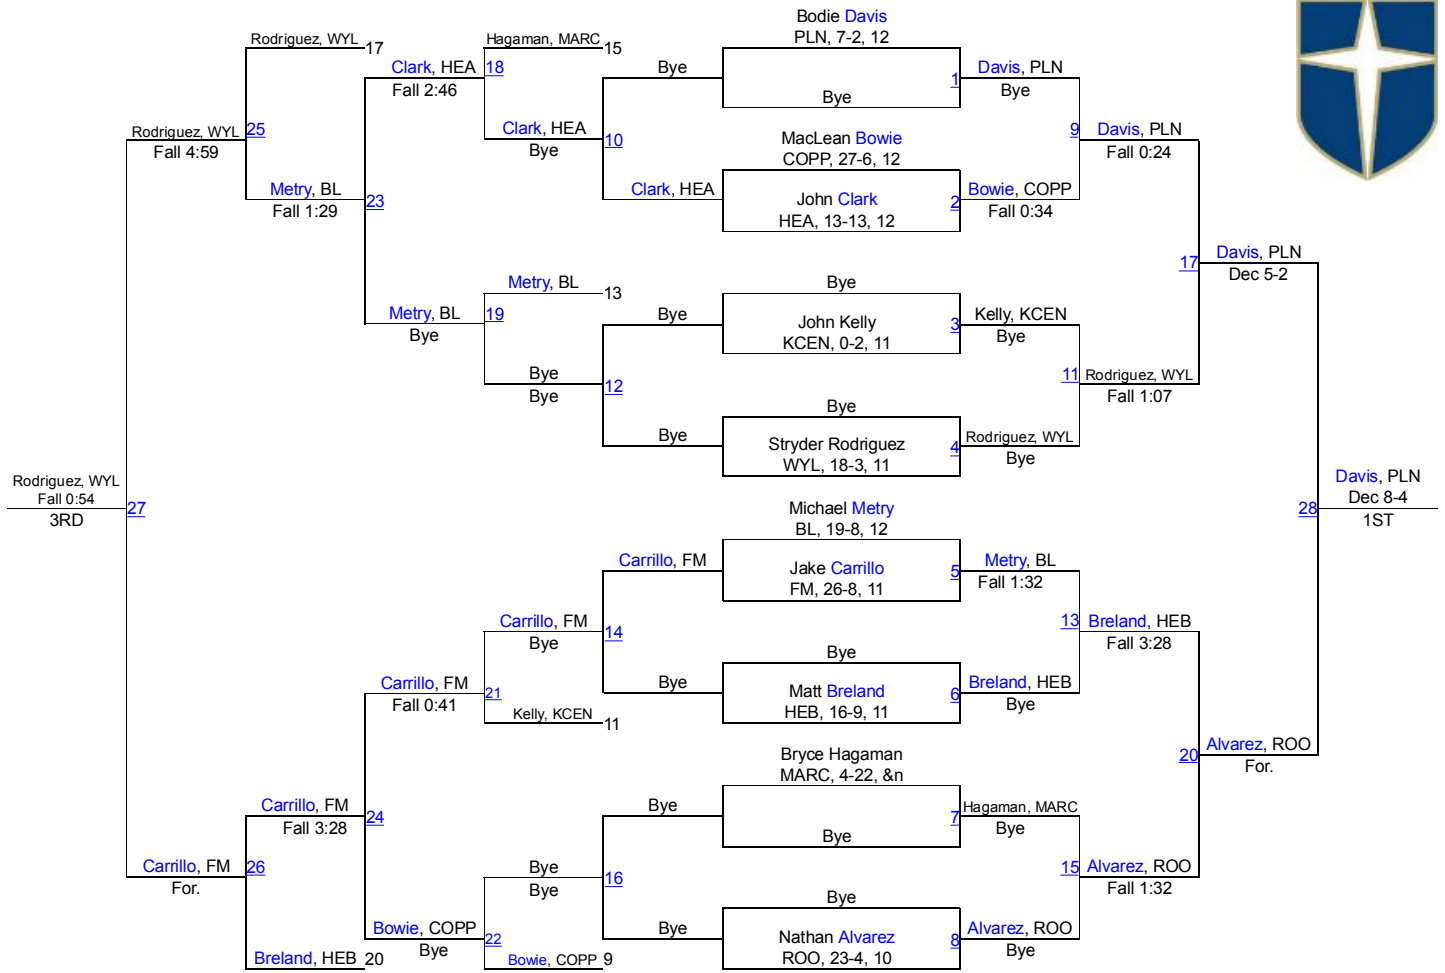 Bodie Davis
PLN, 7-2, 12
Rodriguez, WYL 17
Hagaman, MARC 15
Clark, HEA 18
Fall 2:46
Bye
1 Davis, PLN
Bye
Bye
Rodriguez, WYL 25
Fall 4:59
Clark, HEA
Bye
10
MacLean Bowie
COPP, 27-6, 12
9 Davis, PLN
Fall 0:24
Metry, BL
Fall 1:29
23
Clark, HEA
John Clark
HEA, 13-13, 12
2 Bowie, COPP
Fall 0:34
17 Davis, PLN
Dec 5-2
Metry, BL 13
Bye
Metry, BL 19
Bye
Bye
John Kelly
KCEN, 0-2, 11
3 Kelly, KCEN
Bye
Bye
Bye
12
11 Rodriguez, WYL
Fall 1:07
Bye
Bye
Stryder Rodriguez
WYL, 18-3, 11
4 Rodriguez, WYL
Bye
Rodriguez, WYL
Fall 0:54
3RD
27
Michael Metry
BL, 19-8, 12
28
Davis, PLN
Dec 8-4
1ST
Carrillo, FM
Jake Carrillo
FM, 26-8, 11
5 Metry, BL
Fall 1:32
Carrillo, FM
Bye
14
13 Breland, HEB
Fall 3:28
Bye
Carrillo, FM
Fall 0:41
21
Bye
Matt Breland
HEB, 16-9, 11
6 Breland, HEB
Bye
Kelly, KCEN 11
Bryce Hagaman
MARC, 4-22, &n
20 Alvarez, ROO
For.
Carrillo, FM
Fall 3:28
24
Bye
7 Hagaman, MARC
Bye
Bye
Carrillo, FM
For.
26
Bye
Bye
16
15 Alvarez, ROO
Fall 1:32
Bye
Bowie, COPP
Bye
22
Bye
Nathan Alvarez
ROO, 23-4, 10
8 Alvarez, ROO
Bye
Breland, HEB 20
Bowie, COPP 9